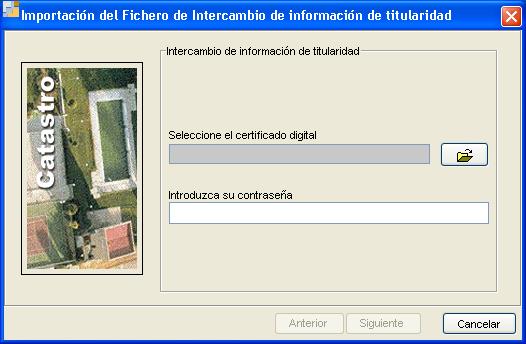 Importación del Fichero de Intercambio de información de titularidad
Catastro
Intercambio de información de titularidad
Seleccione el certificado digital
Introduzca su contraseña
Anterior
Siguiente
Cancelar